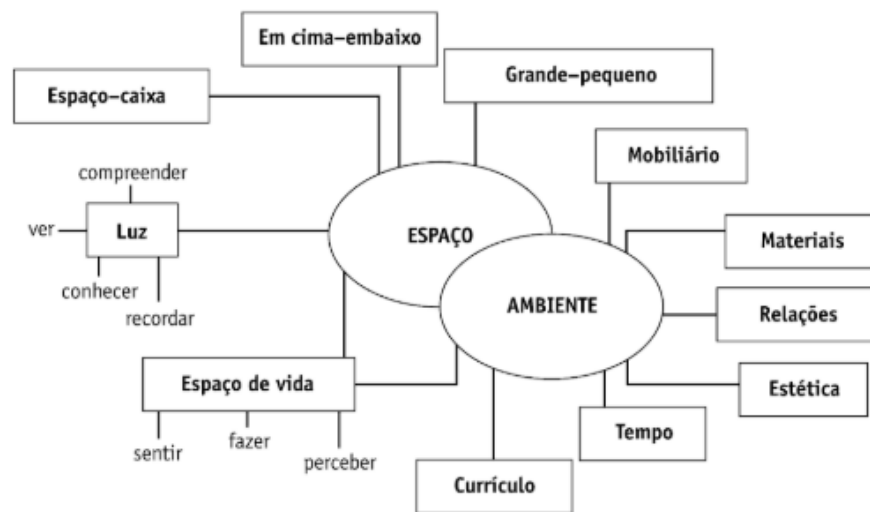 Em cima–embaixo
Grande–pequeno
Espaço–caixa
Mobiliário
compreender
ver
Luz
ESPAÇO
Materiais
conhecer
recordar
AMBIENTE
Relações
Espaço de vida
Estética
sentir
fazer
perceber
Tempo
Currículo